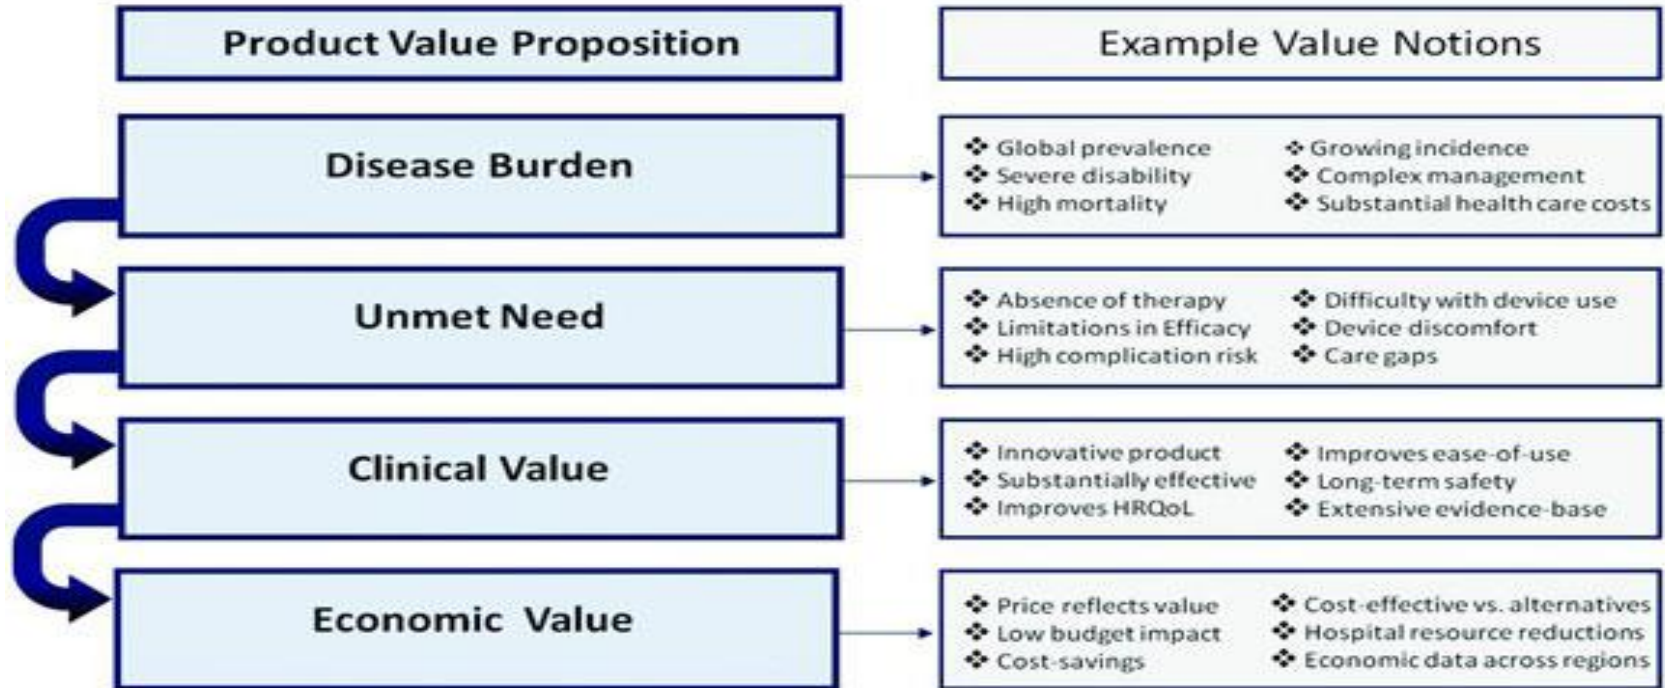 Product Value Proposition
Example Value Notions
Disease Burden
❖ Global prevalence
❖ Severe disability
❖ High mortality
❖ Growing incidence
❖ Complex management
❖ Substantial health care costs
Unmet Need
❖ Absence of therapy
❖ Limitations in Efficacy
❖ High complication risk
❖ Difficulty with device use
❖ Device discomfort
❖ Care gaps
Clinical Value
❖ Innovative product
❖ Substantially effective
❖ Improves HRQoL
❖ Improves ease-of-use
❖ Long-term safety
❖ Extensive evidence-base
Economic Value
❖ Price reflects value
❖ Low budget impact
❖ Cost-savings
❖ Cost-effective vs. alternatives
❖ Hospital resource reductions
❖ Economic data across regions